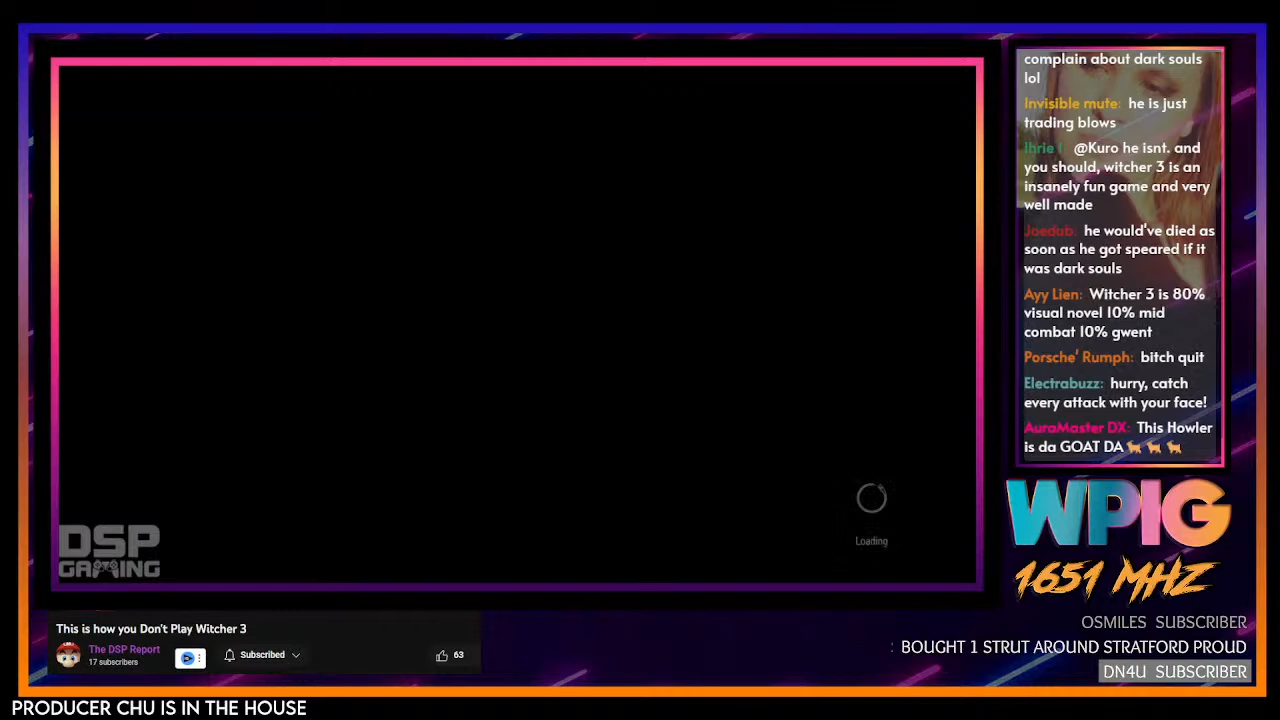 complain about dark souls
lol
Invisible mute: he is just
trading blows
@Kuro he isnt. and
you should, witcher 3 is an
insanely fun game and very
well made
Joedub: he would've died as
soon as he got speared if it
was dark souls
Ayy Lien: Witcher 3 is 80%
visual novel 10% mid
combat 10% gwent
Porsche' Rumph: bitch quit
Electrabuzz: hurry, catch
every attack with your face!
AuraMaster DX: This Howler
is da GOAT DA🐐🐐🐐
Loading
DSP
GAMING
WPIG
1651 MHZ
This is how you Don't Play Witcher 3
The DSP Report
17 subscribers
Subscribed
63
OSMILES SUBSCRIBER
: BOUGHT 1 STRUT AROUND STRATFORD PROUD
DN4U SUBSCRIBER
PRODUCER CHU IS IN THE HOUSE